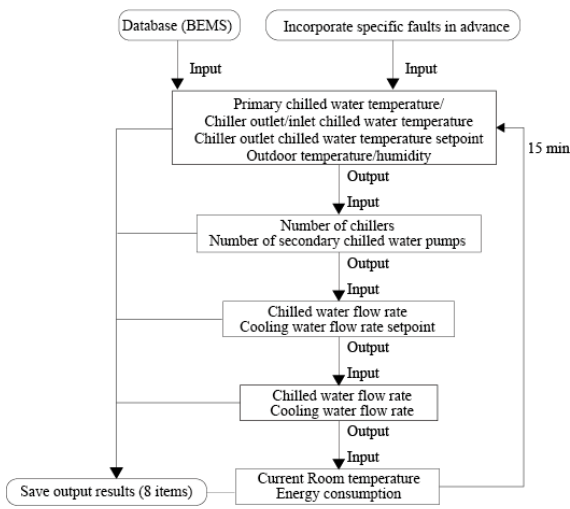 Database (BEMS)
Incorporate specific faults in advance
Input
Input
Primary chilled water temperature/
Chiller outlet/inlet chilled water temperature
Chiller outlet chilled water temperature setpoint
Outdoor temperature/humidity
15 min
Output
Input
Number of chillers
Number of secondary chilled water pumps
Output
Input
Chilled water flow rate
Cooling water flow rate setpoint
Output
Input
Chilled water flow rate
Cooling water flow rate
Output
Input
Current Room temperature
Energy consumption
Save output results (8 items)